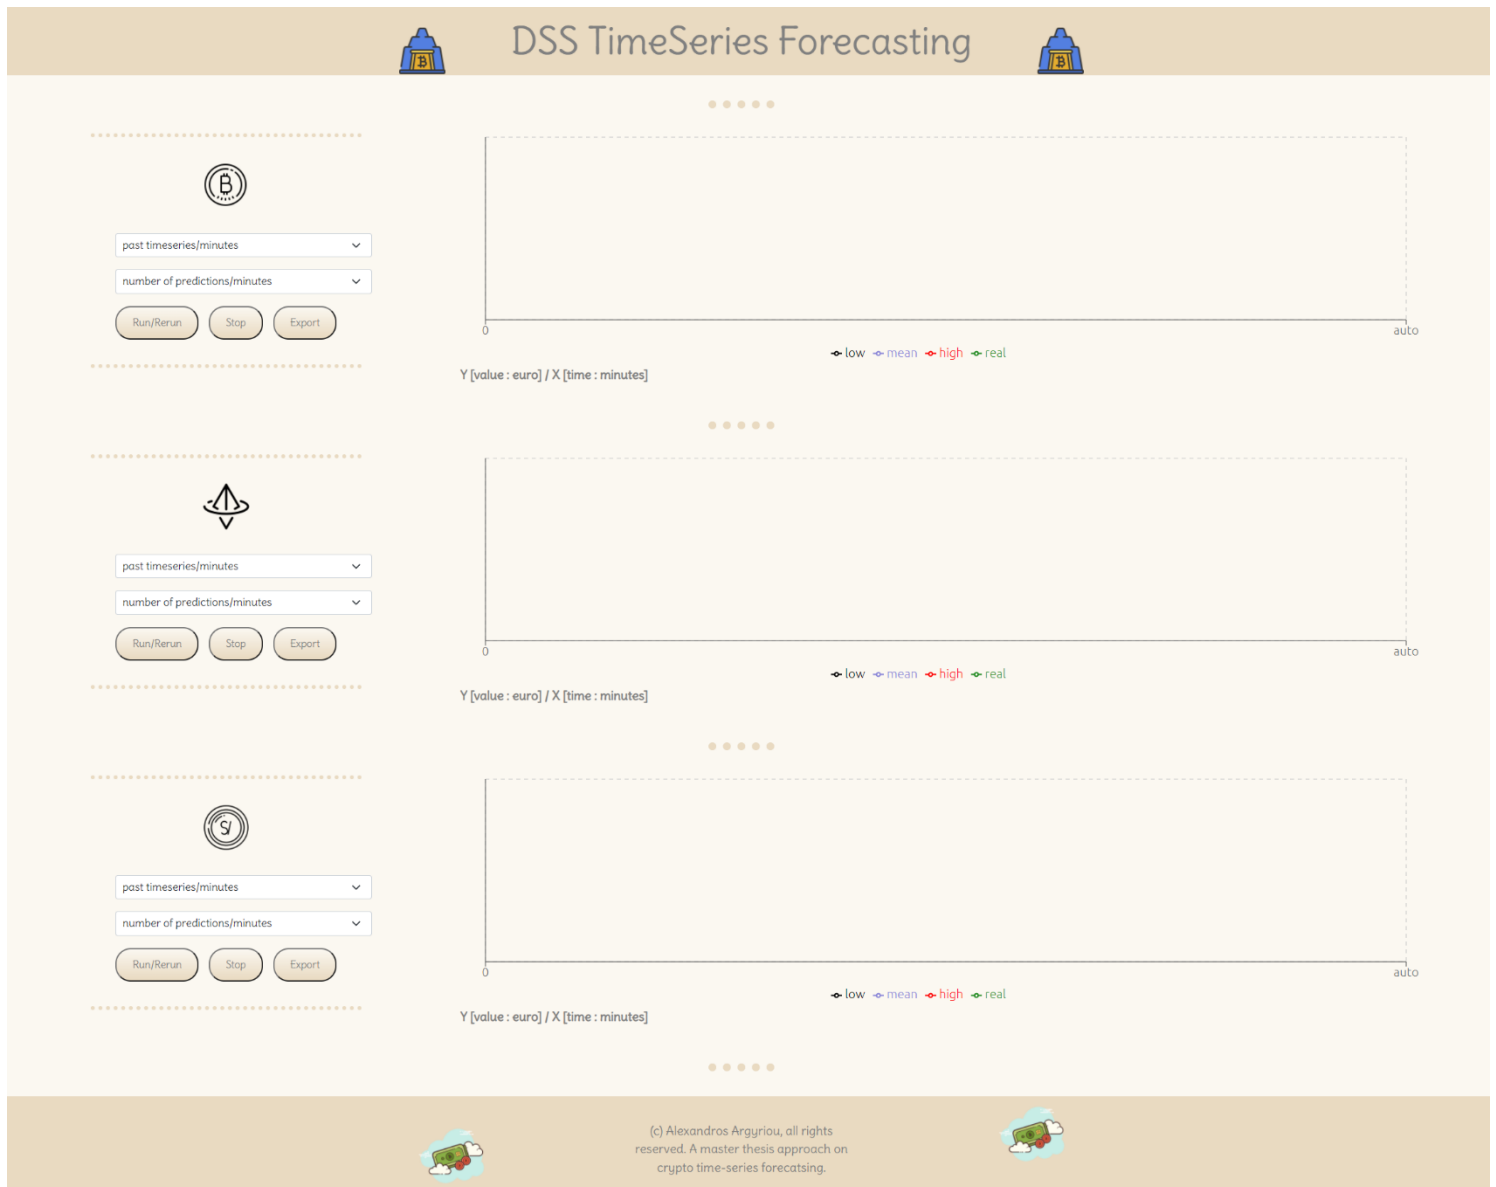 DSS TimeSeries Forecasting
past timeseries/minutes
number of predictions/minutes
Run/Rerun Stop Export
0 auto
low mean high real
Y [value : euro] / X [time : minutes]
past timeseries/minutes
number of predictions/minutes
Run/Rerun Stop Export
0 auto
low mean high real
Y [value : euro] / X [time : minutes]
S/
past timeseries/minutes
number of predictions/minutes
Run/Rerun Stop Export
0 auto
low mean high real
Y [value : euro] / X [time : minutes]
(c) Alexandros Argyriou, all rights
reserved. A master thesis approach on
crypto time-series forecatsing.